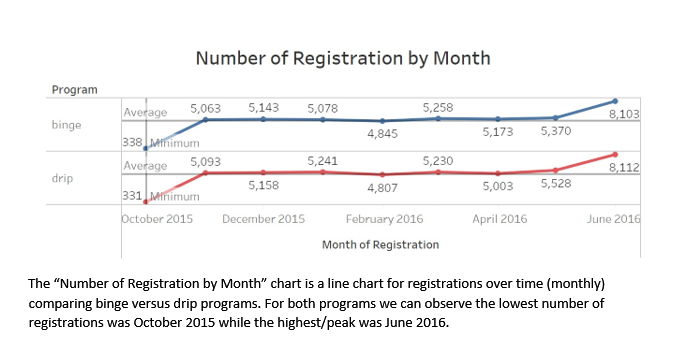 Number of Registration by Month
Program
binge
Average
5,063
5,143
5,078
4,845
5,258
5,173
5,370
8,103
338
Minimum
drip
Average
5,093
5,158
5,241
4,807
5,230
5,003
5,528
8,112
331
Minimum
October 2015
December 2015
February 2016
April 2016
June 2016
Month of Registration
The “Number of Registration by Month” chart is a line chart for registrations over time (monthly)
comparing binge versus drip programs. For both programs we can observe the lowest number of
registrations was October 2015 while the highest/peak was June 2016.